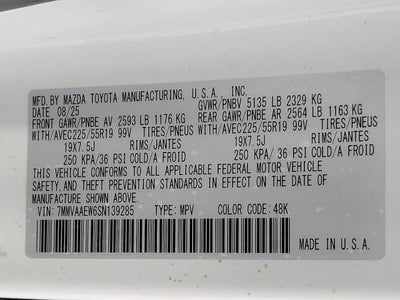 MFD.BY MAZDA TOYOTA MANUFACTURING, U.S.A., INC.
DATE 08/25 GVWR/PNBV 5135 LB 2329 KG
FRONT GAWR/PNBE AV 2593 LB 1176 KG REAR GAWR/PNBE AR 2564 LB 1163 KG
WITH/AVEC225/55R19 99V TIRES/PNEUS WITH/AVEC225/55R19 99V TIRES/PNEUS
19X7.5J RIMS/JANTES 19X7.5J RIMS/JANTES
250 KPA/36 PSI COLD/A FROID 250 KPA/36 PSI COLD/A FROID
THIS VEHICLE CONFORMS TO ALL APPLICABLE FEDERAL MOTOR VEHICLE
SAFETY, AND THEFT PREVENTION STANDARDS IN EFFECT ON THE DATE OF
MANUFACTURE SHOWN ABOVE.
VIN: 7MMVAAEW6SN139285 TYPE: MPV COLOR CODE: 48K
MADE IN U.S.A.